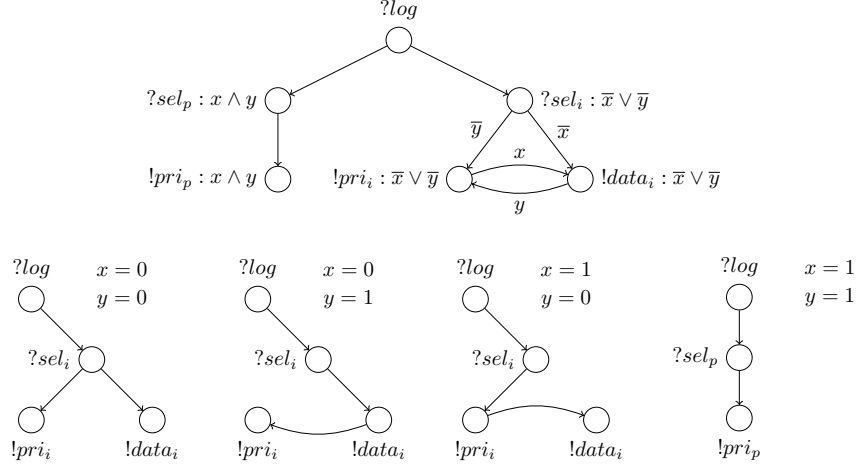 ?log
?sel_p : x ∧ y
?sel_i : x̅ ∨ y̅
y̅
x̅
x
!pri_p : x ∧ y
!pri_i : x̅ ∨ y̅
!data_i : x̅ ∨ y̅
y
?log x = 0 ?log x = 0 ?log x = 1 ?log x = 1
y = 0 y = 1 y = 0 y = 1
?sel_i ?sel_i ?sel_i ?sel_p
!pri_i !data_i !pri_i !data_i !pri_i !data_i !pri_p